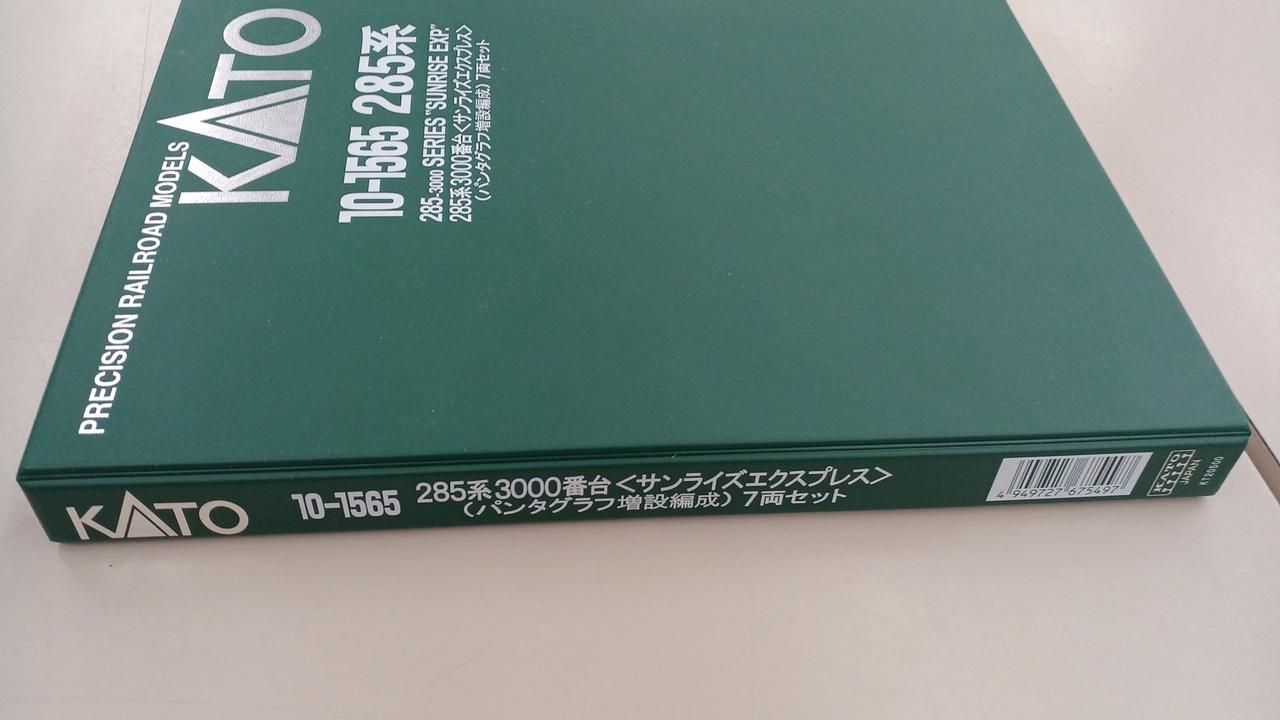 PRECISION RAILROAD MODELS
KATO
10-1565 285系
285-3000 SERIES "SUNRISE EXP."
285系3000番台<サンライズエクスプレス>
(パンタグラフ増設編成) 7両セット
KATO
10-1565
285系3000番台<サンライズエクスプレス>
(パンタグラフ増設編成) 7両セット
4 949727 675497
KATO
JAPAN